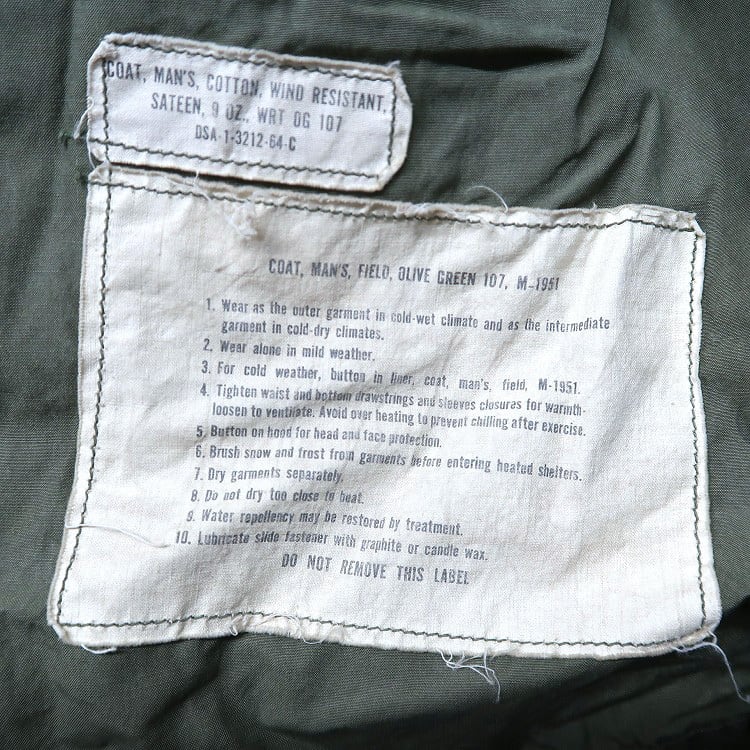 COAT, MAN'S, COTTON, WIND RESISTANT,
SATEEN, 9 OZ., WRT OG 107
DSA-1-3212-64-C
COAT, MAN'S, FIELD, OLIVE GREEN 107, M-1951
1. Wear as the outer garment in cold-wet climate and as the intermediate
garment in cold-dry climates.
2. Wear alone in mild weather.
3. For cold weather, button in liner, coat, man's, field, M-1951.
4. Tighten waist and bottom drawstrings and sleeves closures for warmth-
loosen to ventilate. Avoid over heating to prevent chilling after exercise.
5. Button on hood for head and face protection.
6. Brush snow and frost from garments before entering heated shelters.
7. Dry garments separately.
8. Do not dry too close to heat.
9. Water repellency may be restored by treatment.
10. Lubricate slide fastener with graphite or candle wax.
DO NOT REMOVE THIS LABEL